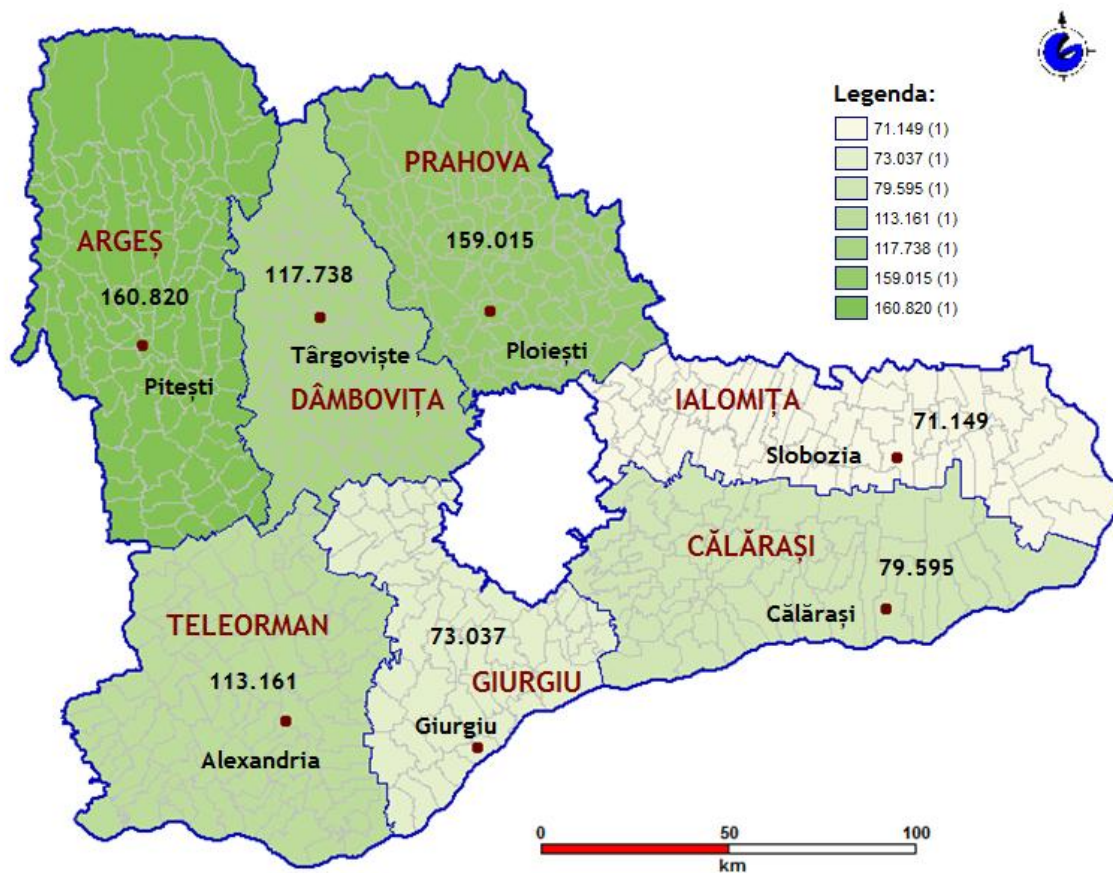 Legenda:
71.149 (1)
73.037 (1)
79.595 (1)
113.161 (1)
117.738 (1)
159.015 (1)
160.820 (1)
PRAHOVA
159.015
Ploiești
ARGEȘ
160.820
Pitești
117.738
Târgoviște
DÂMBOVIȚA
IALOMIȚA
71.149
Slobozia
CĂLĂRAȘI
79.595
Călărași
TELEORMAN
113.161
Alexandria
73.037
GIURGIU
Giurgiu
0 50 100
km